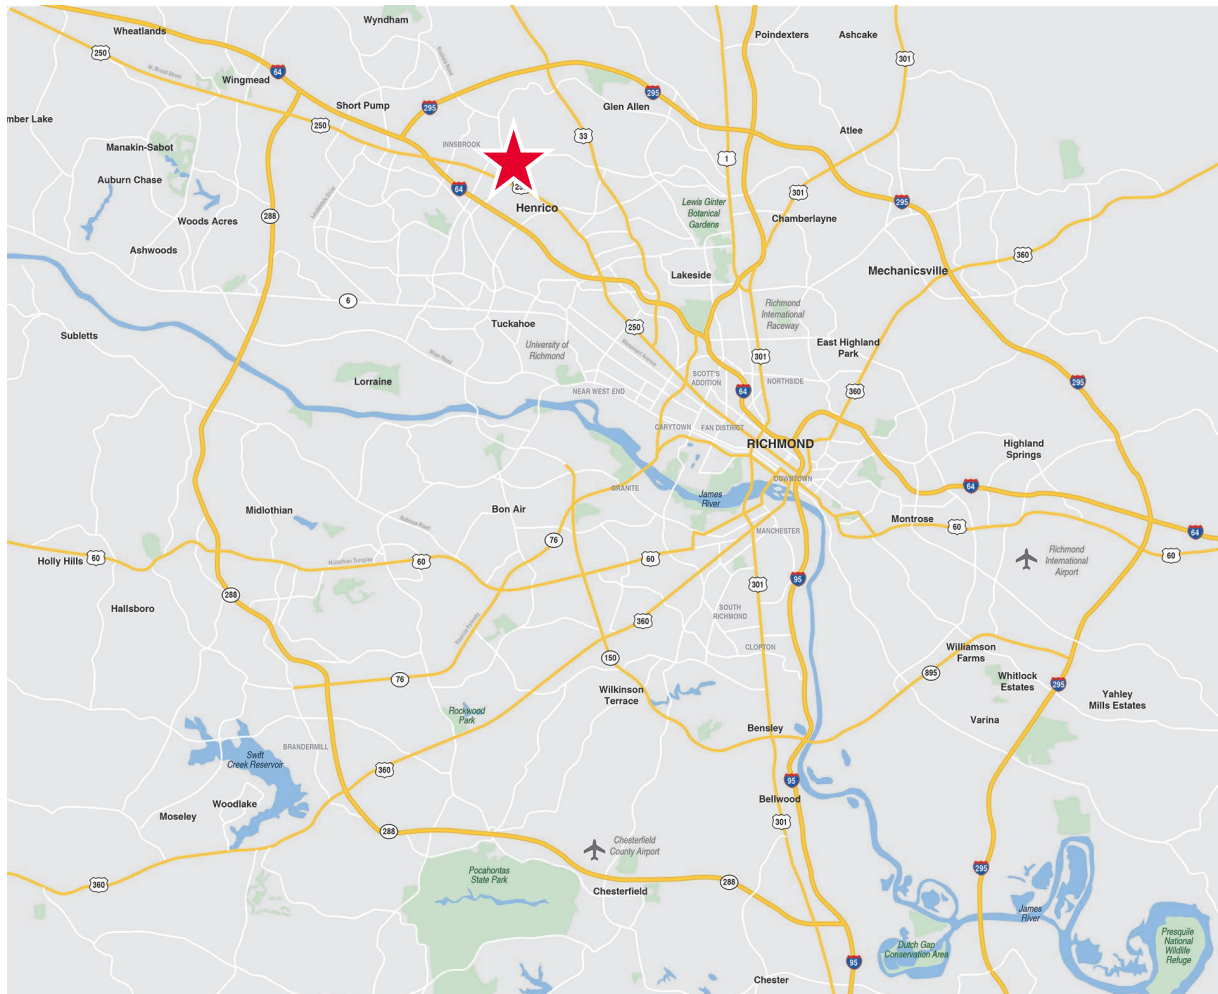 Wyndham
Wheatlands
Poindexters
Ashcake
250
301
W. Broad Street
64
Wingmead
295
295
Short Pump
Glen Allen
mber Lake
250
33
Atlee
Manakin-Sabot
INNSBROOK
1
Auburn Chase
64
301
295
Lewis Ginter
Botanical
Gardens
Henrico
288
Woods Acres
Chamberlayne
Ashwoods
360
Mechanicsville
Lakeside
6
Richmond
International
Raceway
Subletts
Tuckahoe
250
University of
Richmond
East Highland
Park
301
Lorraine
SCOTT'S
ADDITION
NORTHSIDE
295
NEAR WEST END
64
360
CARYTOWN
FAN DISTRICT
RICHMOND
Highland
Springs
DOWNTOWN
64
GRANITE
James
River
Midlothian
Bon Air
Montrose
60
MANCHESTER
64
76
Holly Hills
60
60
Midlothian Turnpike
60
60
Richmond
International
Airport
95
301
288
Hallsboro
SOUTH
RICHMOND
360
CLOPTON
150
Williamson
Farms
895
76
Whitlock
Estates
295
Wilkinson
Terrace
Yahley
Mills Estates
Rockwood
Park
Varina
Bensley
BRANDERMILL
Swift
Creek Reservoir
360
95
Woodlake
Bellwood
Moseley
301
288
Chesterfield
County Airport
295
Pocahontas
State Park
360
288
Chesterfield
James
River
Presquile
National
Wildlife
Refuge
Dutch Gap
Conservation Area
95
Chester